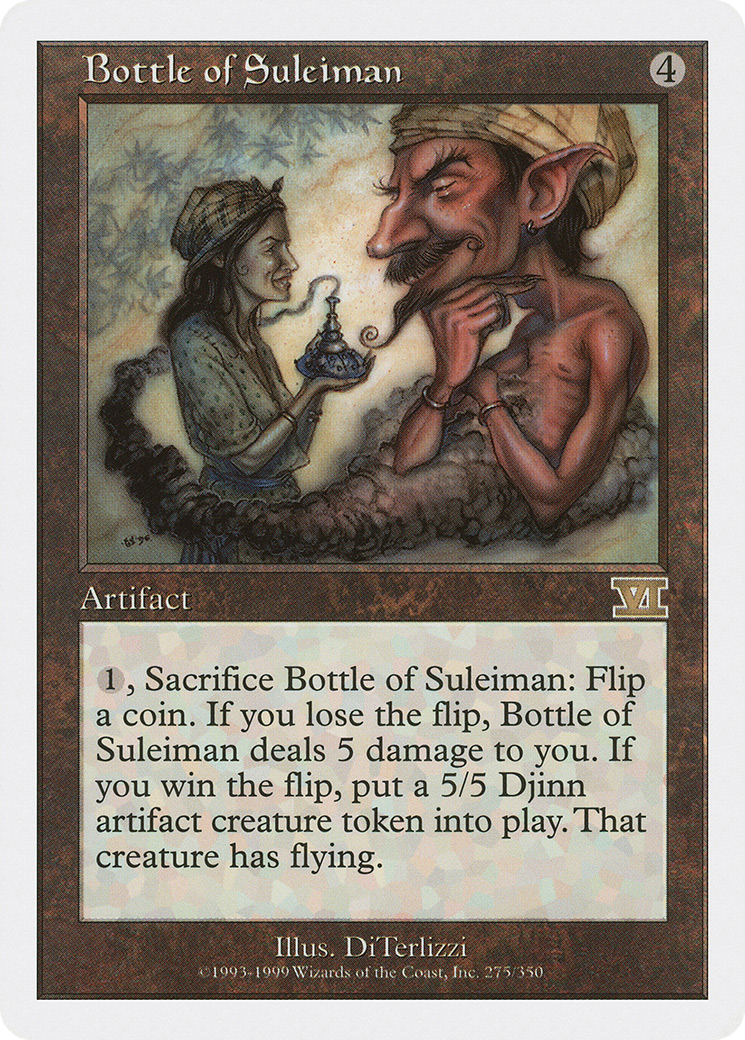 Bottle of Suleiman
4
Artifact
VI
1, Sacrifice Bottle of Suleiman: Flip
a coin. If you lose the flip, Bottle of
Suleiman deals 5 damage to you. If
you win the flip, put a 5/5 Djinn
artifact creature token into play. That
creature has flying.
Illus. DiTerlizzi
©1993-1999 Wizards of the Coast, Inc. 275/350